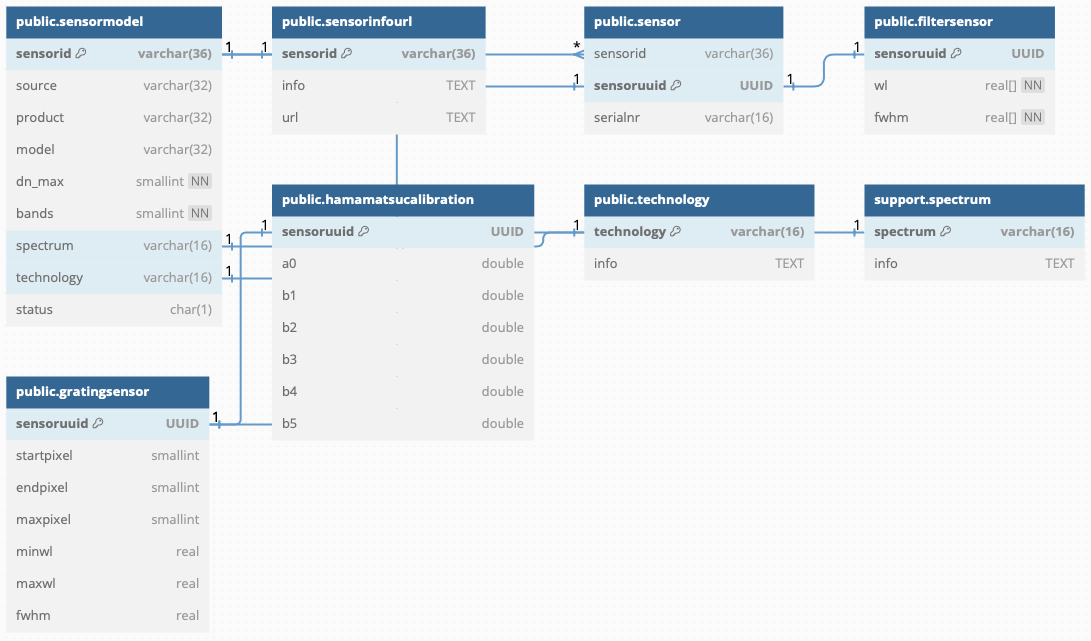 public.sensormodel
sensorid varchar(36)
source varchar(32)
product varchar(32)
model varchar(32)
dn_max smallint NN
bands smallint NN
spectrum varchar(16)
technology varchar(16)
status char(1)
1
1
1
1
public.sensorinfourl
sensorid varchar(36)
info TEXT
url TEXT
*
1
public.sensor
sensorid varchar(36)
sensoruuid UUID
serialnr varchar(16)
1
1
public.filtersensor
sensoruuid UUID
wl real[] NN
fwhm real[] NN
public.hamamatsucalibration
1
sensoruuid UUID
a0 double
b1 double
b2 double
b3 double
b4 double
b5 double
1
public.technology
technology varchar(16)
info TEXT
1
support.spectrum
spectrum varchar(16)
info TEXT
public.gratingsensor
sensoruuid UUID
1
startpixel smallint
endpixel smallint
maxpixel smallint
minwl real
maxwl real
fwhm real